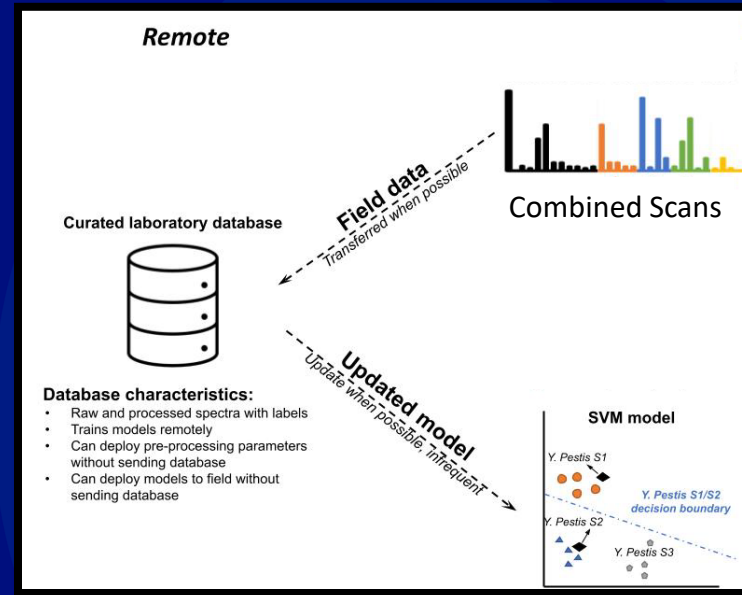 Remote
Combined Scans
Field data
Transferred when possible
Curated laboratory database
Database characteristics:
• Raw and processed spectra with labels
• Trains models remotely
• Can deploy pre-processing parameters
without sending database
• Can deploy models to field without
sending database
Updated model
Update when possible, infrequent
SVM model
Y. Pestis S1
Y. Pestis S1/S2
decision boundary
Y. Pestis S2
Y. Pestis S3